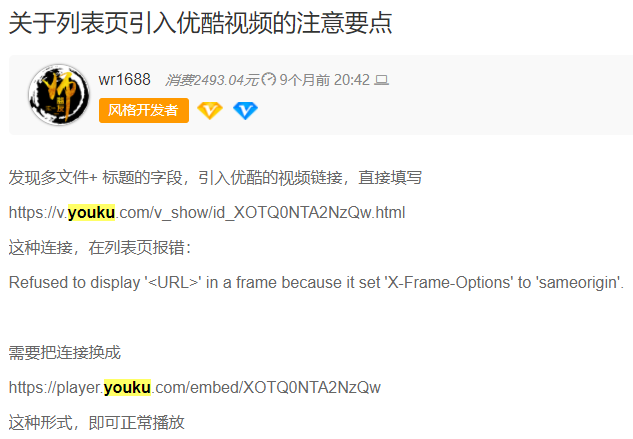 关于列表页引入优酷视频的注意要点
wr1688 消费2493.04元 9个月前 20:42
风格开发者
发现多文件+ 标题的字段，引入优酷的视频链接，直接填写
https://v.youku.com/v_show/id_XOTQ0NTA2NzQw.html
这种连接，在列表页报错：
Refused to display '<URL>' in a frame because it set 'X-Frame-Options' to 'sameorigin'.
需要把连接换成
https://player.youku.com/embed/XOTQ0NTA2NzQw
这种形式，即可正常播放